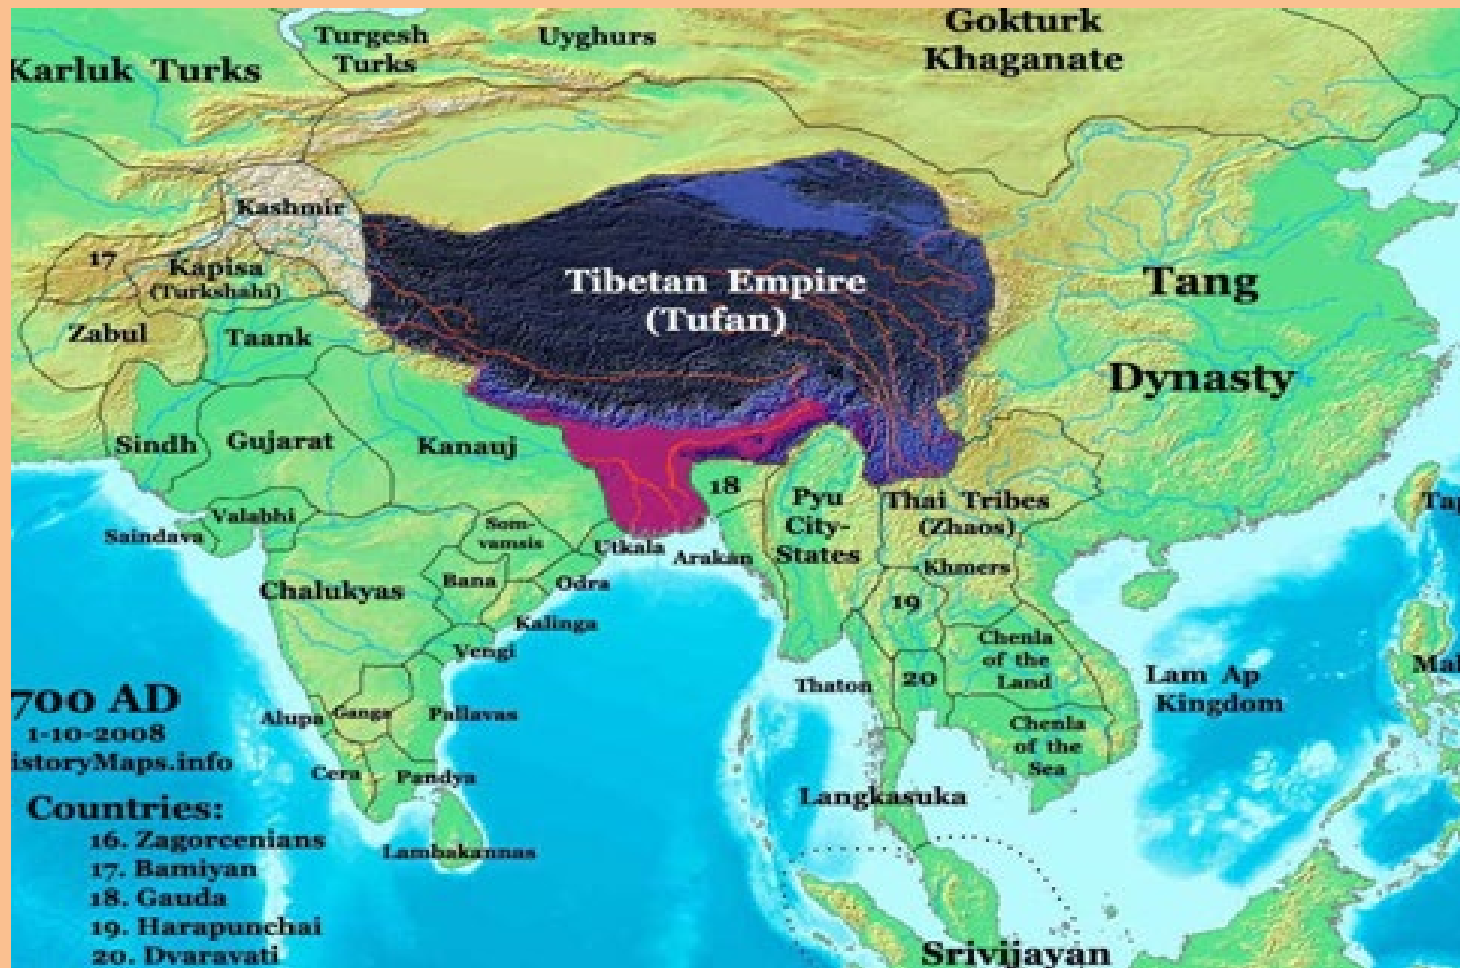 Gokturk
Khaganate
Turgesh
Turks
Uyghurs
Karluk Turks
Kashmir
17
Kapisa
(Turkshahi)
Tibetan Empire
(Tufan)
Tang
Dynasty
Zabul
Taank
Sindh
Gujarat
Kanauj
18
Pyu
City-
States
Thai Tribes
(Zhaos)
Saindava
Valabhi
Som-
vamsis
Utkala
Arakan
Khmers
Chalukyas
Bana
Odra
19
Kalinga
Vengi
Chenla
of the
Land
Thaton
20
Lam Ap
Kingdom
700 AD
1-10-2008
istoryMaps.info
Alupa
Ganga
Pallavas
Chenla
of the
Sea
Cera
Pandya
Langkasuka
Countries:
16. Zagorcenians
17. Bamiyan
18. Gauda
19. Harapunchai
20. Dvaravati
Lambakannas
Srivijayan